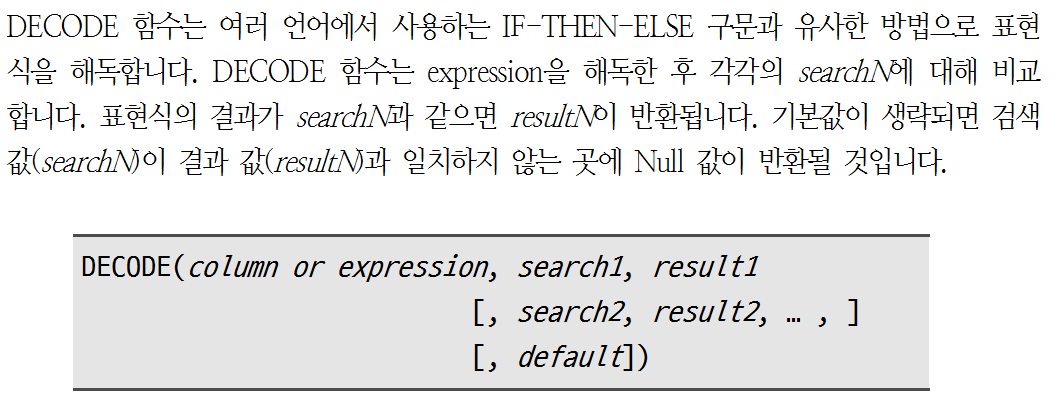 DECODE 함수는 여러 언어에서 사용하는 IF-THEN-ELSE 구문과 유사한 방법으로 표현
식을 해독합니다. DECODE 함수는 expression을 해독한 후 각각의 searchN에 대해 비교
합니다. 표현식의 결과가 searchN과 같으면 resultN이 반환됩니다. 기본값이 생략되면 검색
값(searchN)이 결과 값(resultN)과 일치하지 않는 곳에 Null 값이 반환될 것입니다.
DECODE(column or expression, search1, result1
[, search2, result2, … , ]
[, default])